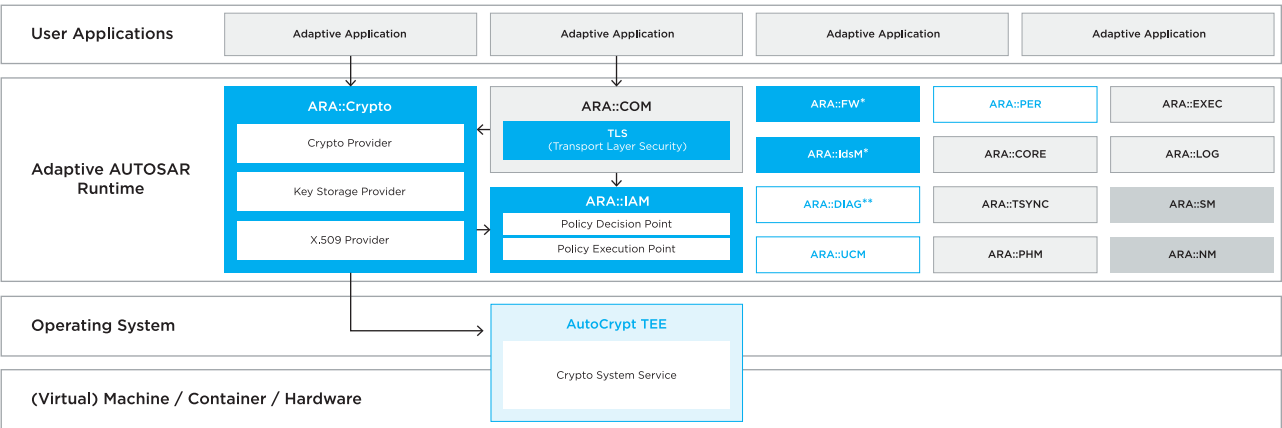 User Applications
Adaptive Application
Adaptive Application
Adaptive Application
Adaptive Application
Adaptive AUTOSAR
Runtime
ARA::Crypto
Crypto Provider
Key Storage Provider
X.509 Provider
ARA::COM
TLS
(Transport Layer Security)
ARA::IAM
Policy Decision Point
Policy Execution Point
ARA::FW*
ARA::PER
ARA::EXEC
ARA::IdsM*
ARA::CORE
ARA::LOG
ARA::DIAG**
ARA::TSYNC
ARA::SM
ARA::UCM
ARA::PHM
ARA::NM
Operating System
AutoCrypt TEE
Crypto System Service
(Virtual) Machine / Container / Hardware